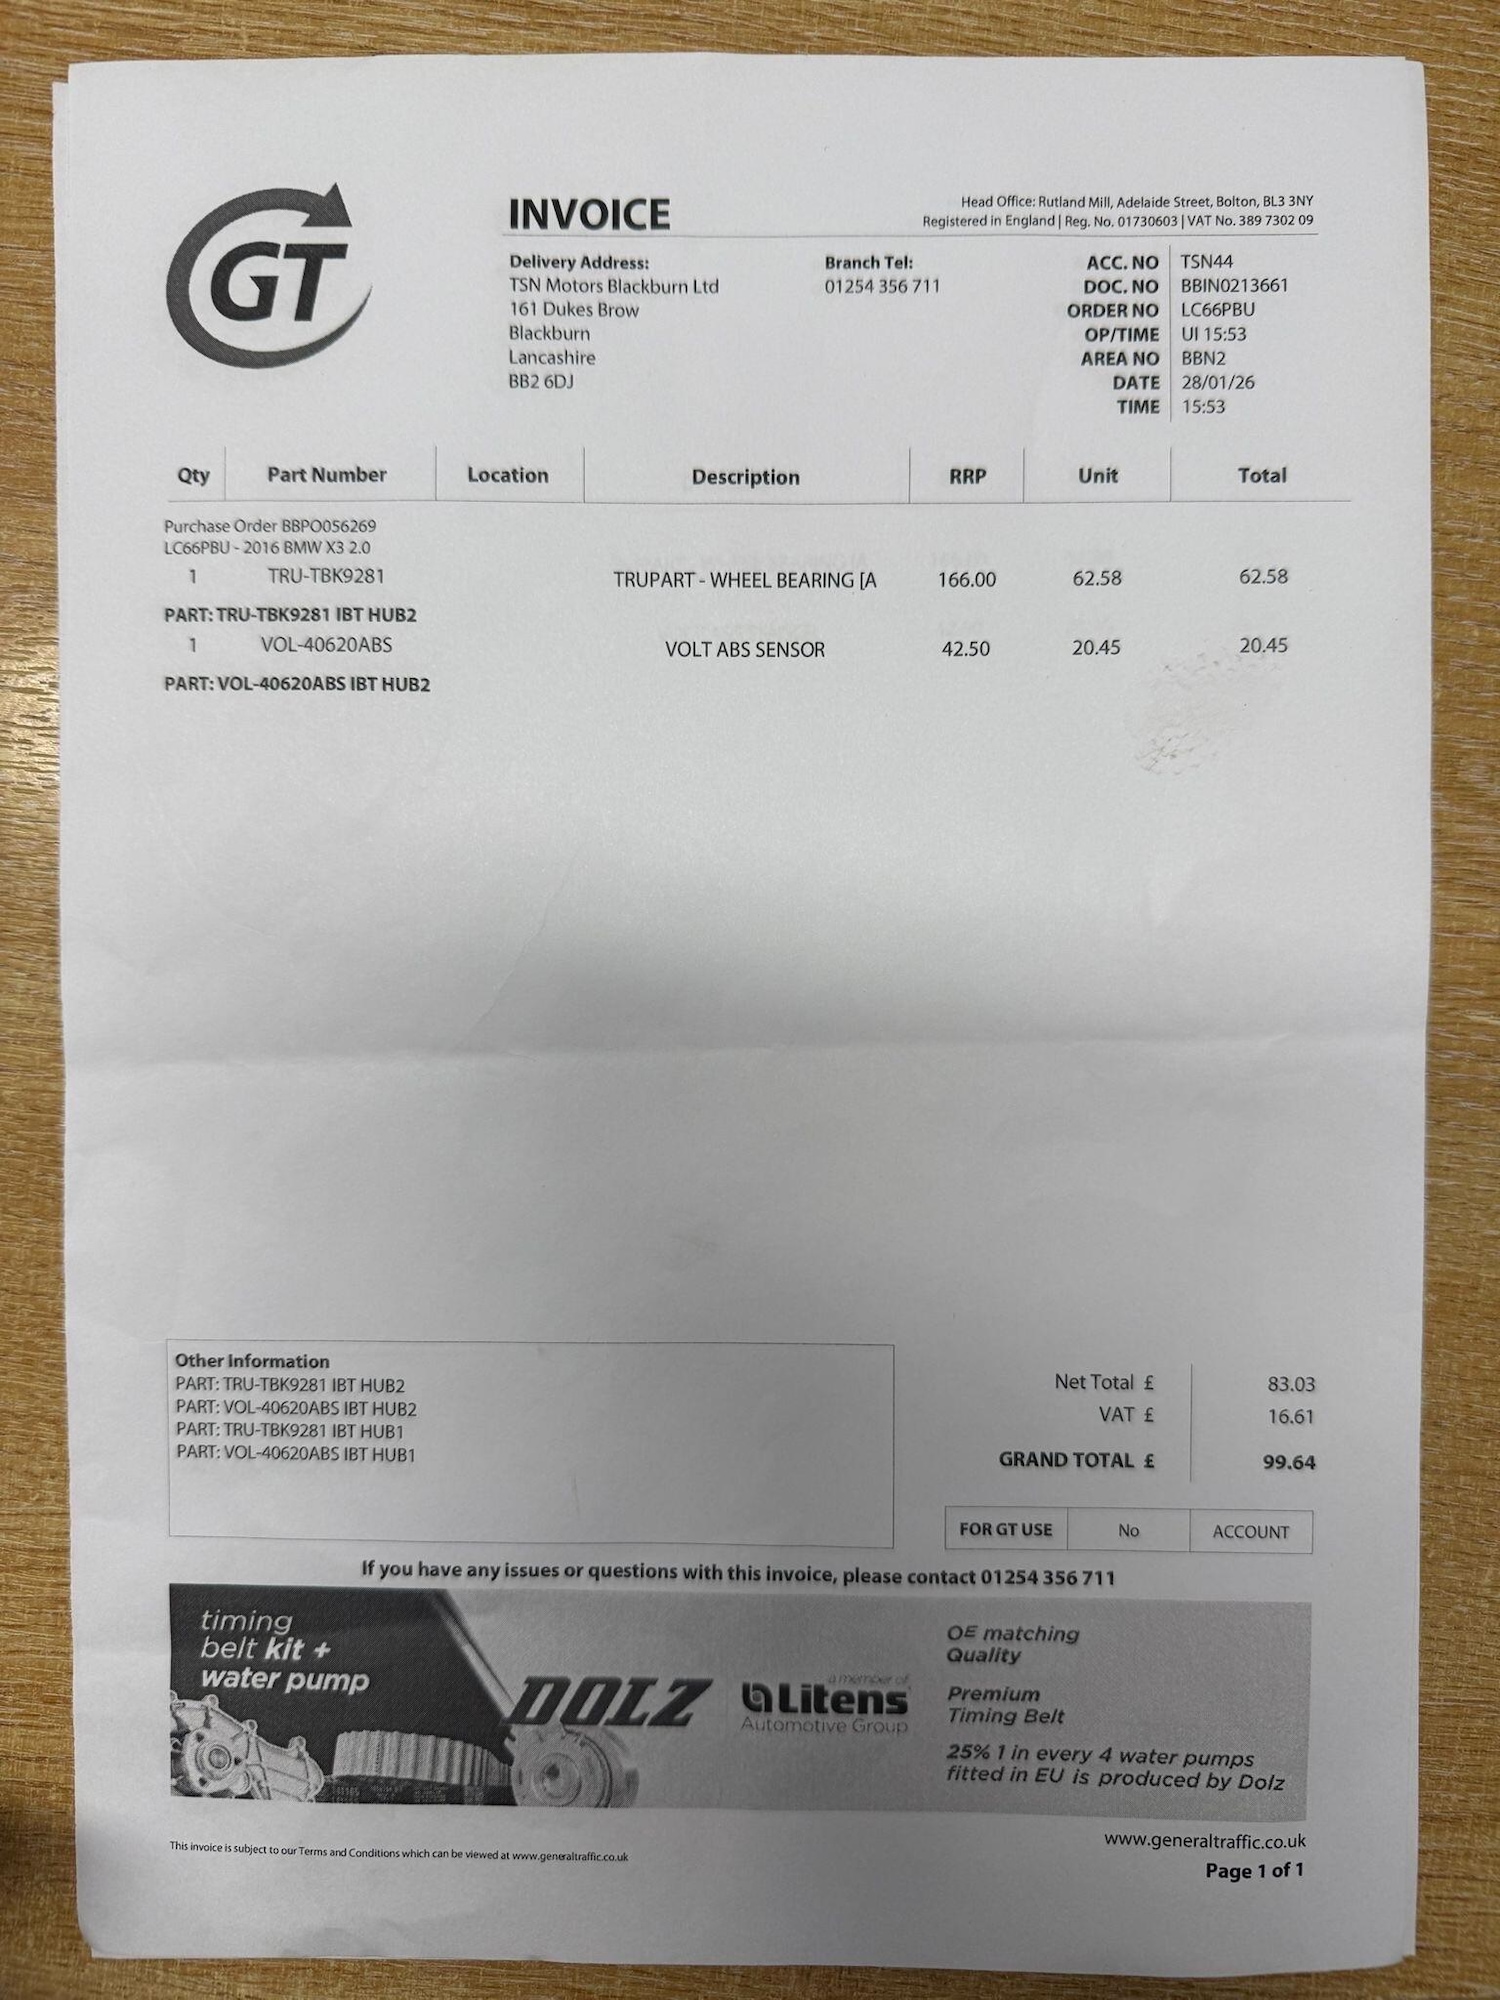 GT
INVOICE
Head Office: Rutland Mill, Adelaide Street, Bolton, BL3 3NY
Registered in England | Reg. No. 01730603 | VAT No. 389 7302 09
Delivery Address:
TSN Motors Blackburn Ltd
161 Dukes Brow
Blackburn
Lancashire
BB2 6DJ
Branch Tel:
01254 356 711
ACC. NO TSN44
DOC. NO BBIN0213661
ORDER NO LC66PBU
OP/TIME UI 15:53
AREA NO BBN2
DATE 28/01/26
TIME 15:53
Qty Part Number Location Description RRP Unit Total
Purchase Order BBPO056269
LC66PBU - 2016 BMW X3 2.0
1 TRU-TBK9281 TRUPART - WHEEL BEARING [A 166.00 62.58 62.58
PART: TRU-TBK9281 IBT HUB2
1 VOL-40620ABS VOLT ABS SENSOR 42.50 20.45 20.45
PART: VOL-40620ABS IBT HUB2
Other Information
PART: TRU-TBK9281 IBT HUB2
PART: VOL-40620ABS IBT HUB2
PART: TRU-TBK9281 IBT HUB1
PART: VOL-40620ABS IBT HUB1
Net Total £ 83.03
VAT £ 16.61
GRAND TOTAL £ 99.64
FOR GT USE No ACCOUNT
If you have any issues or questions with this invoice, please contact 01254 356 711
timing
belt kit +
water pump
DOLZ
a member of
Litens
Automotive Group
OE matching
Quality
Premium
Timing Belt
25% 1 in every 4 water pumps
fitted in EU is produced by Dolz
This invoice is subject to our Terms and Conditions which can be viewed at www.generaltraffic.co.uk
www.generaltraffic.co.uk
Page 1 of 1